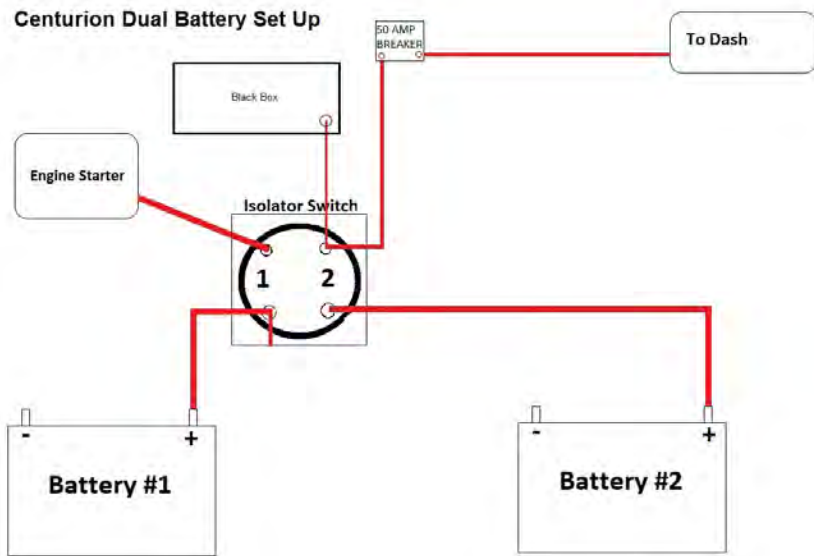 Centurion Dual Battery Set Up
50 AMP
BREAKER
To Dash
Black Box
Engine Starter
Isolator Switch
1 2
- +
Battery #1
- +
Battery #2